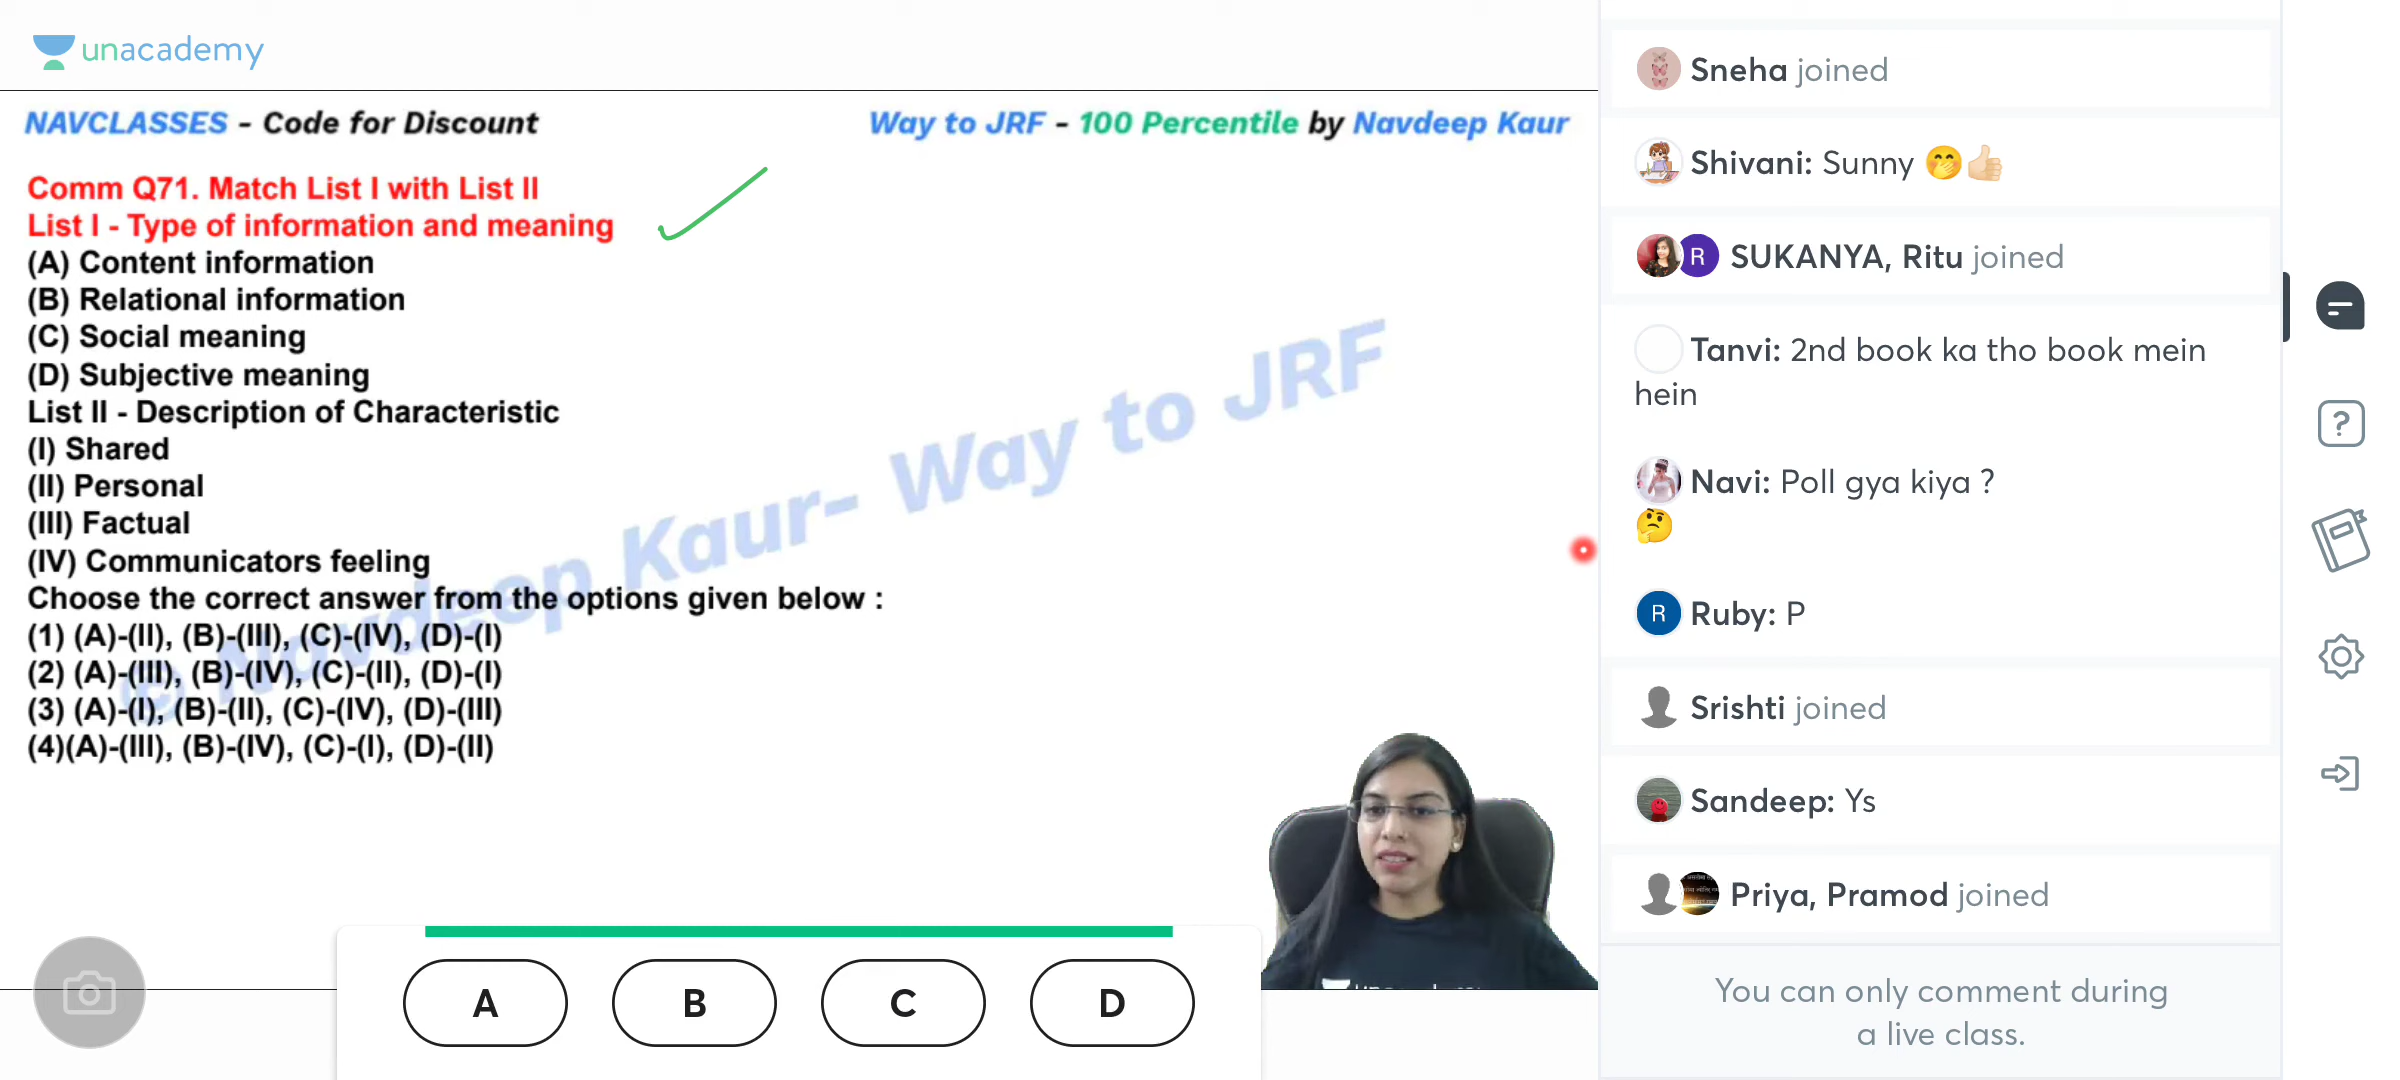 unacademy
NAVCLASSES - Code for Discount
Way to JRF - 100 Percentile by Navdeep Kaur
Comm Q71. Match List I with List II
List I - Type of information and meaning
(A) Content information
(B) Relational information
(C) Social meaning
(D) Subjective meaning
List II - Description of Characteristic
(I) Shared
(II) Personal
(III) Factual
(IV) Communicators feeling
Choose the correct answer from the options given below :
(1) (A)-(II), (B)-(III), (C)-(IV), (D)-(I)
(2) (A)-(III), (B)-(IV), (C)-(II), (D)-(I)
(3) (A)-(I), (B)-(II), (C)-(IV), (D)-(III)
(4)(A)-(III), (B)-(IV), (C)-(I), (D)-(II)
© Navdeep Kaur- Way to JRF
A
B
C
D
Sneha joined
Shivani: Sunny 🤭👍🏻
R
SUKANYA, Ritu joined
Tanvi: 2nd book ka tho book mein
hein
Navi: Poll gya kiya ?
🤔
R
Ruby: P
Srishti joined
Sandeep: Ys
Priya, Pramod joined
You can only comment during
a live class.
?